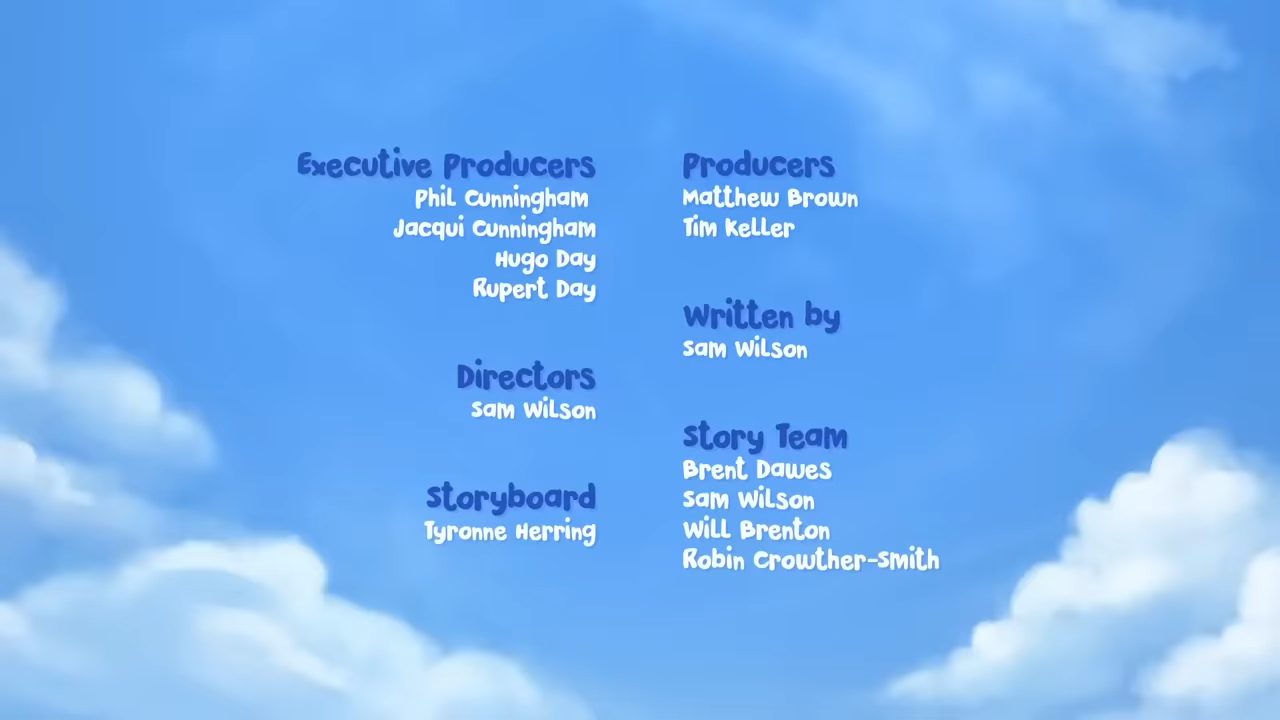 Executive Producers
Phil Cunningham
Jacqui Cunningham
Hugo Day
Rupert Day
Directors
Sam Wilson
Storyboard
Tyronne Herring
Producers
Matthew Brown
Tim Keller
Written by
Sam Wilson
Story Team
Brent Dawes
Sam Wilson
Will Brenton
Robin Crowther-Smith